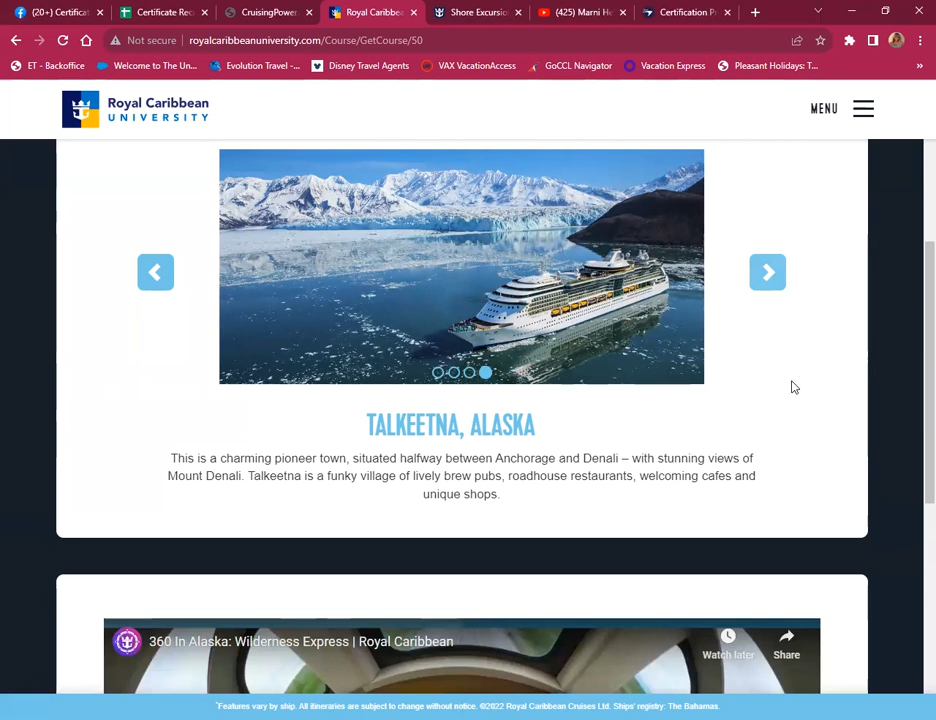 (20+) Certificat
Certificate Rec
CruisingPower
Royal Caribbe
Shore Excursio
(425) Marni He
Certification Pr
Not secure
royalcaribbeanuniversity.com/Course/GetCourse/50
ET - Backoffice
Welcome to The Un...
Evolution Travel -...
Disney Travel Agents
VAX VacationAccess
GoCCL Navigator
Vacation Express
Pleasant Holidays: T...
Royal Caribbean
UNIVERSITY
MENU
TALKEETNA, ALASKA
This is a charming pioneer town, situated halfway between Anchorage and Denali – with stunning views of
Mount Denali. Talkeetna is a funky village of lively brew pubs, roadhouse restaurants, welcoming cafes and
unique shops.
360 In Alaska: Wilderness Express | Royal Caribbean
Watch later
Share
*Features vary by ship. All itineraries are subject to change without notice. ©2022 Royal Caribbean Cruises Ltd. Ships' registry: The Bahamas.